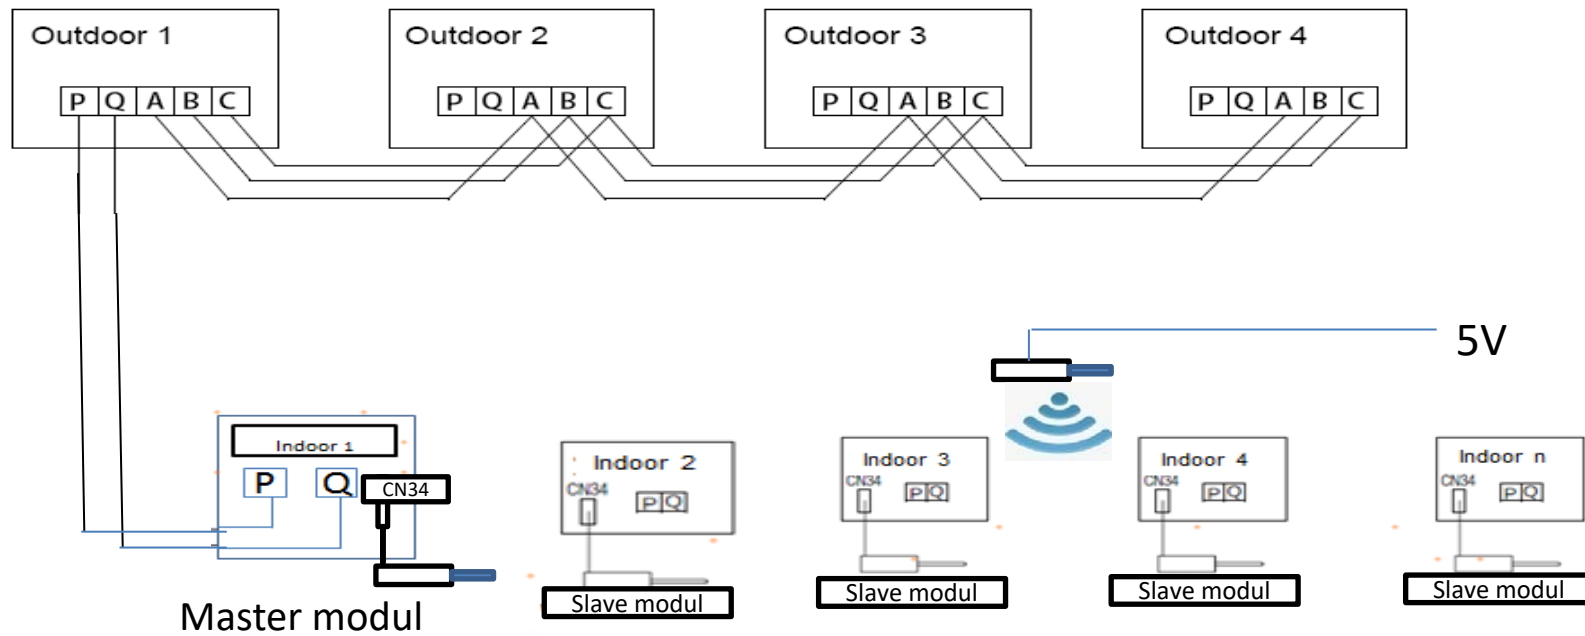 Outdoor 1
P Q A B C
Outdoor 2
P Q A B C
Outdoor 3
P Q A B C
Outdoor 4
P Q A B C
5V
Indoor 1
P Q
CN34
Master modul
Indoor 2
CN34
P Q
Slave modul
Indoor 3
CN34
P Q
Slave modul
Indoor 4
CN34
P Q
Slave modul
Indoor n
CN34
P Q
Slave modul